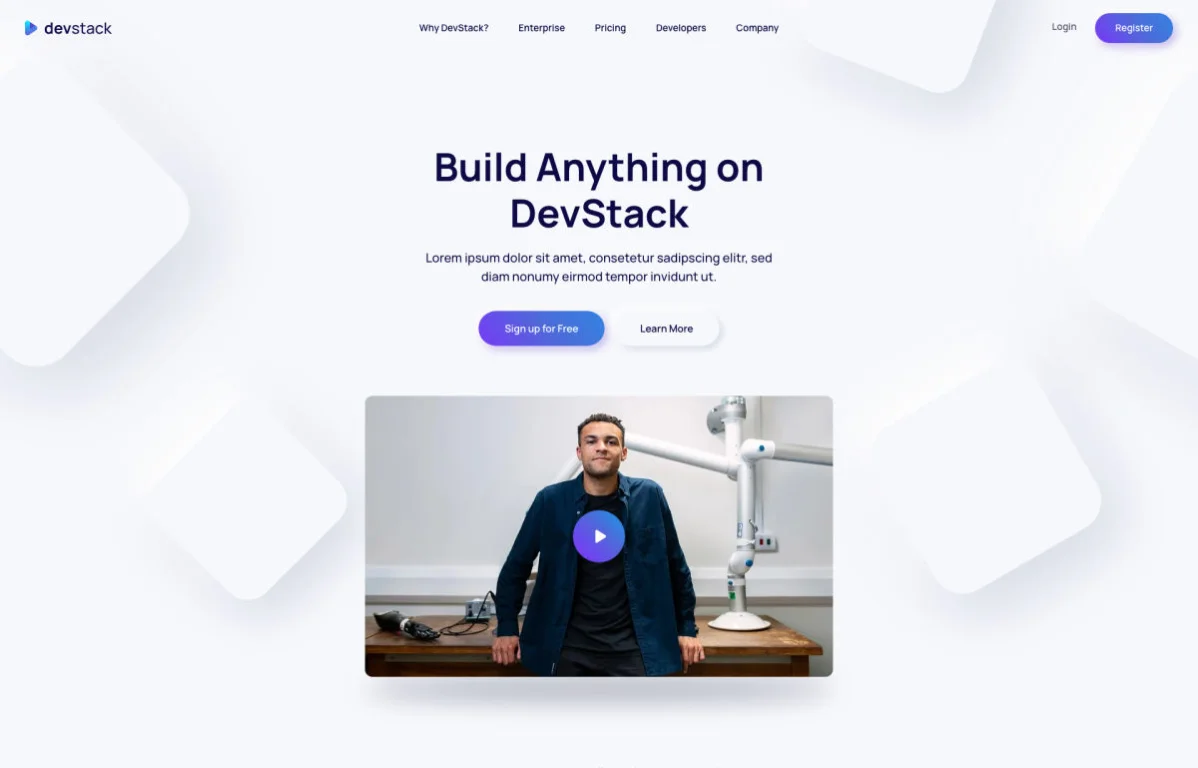 devstack
Why DevStack?
Enterprise
Pricing
Developers
Company
Login
Register
Build Anything on
DevStack
Lorem ipsum dolor sit amet, consetetur sadipscing elitr, sed
diam nonumy eirmod tempor invidunt ut.
Sign up for Free
Learn More